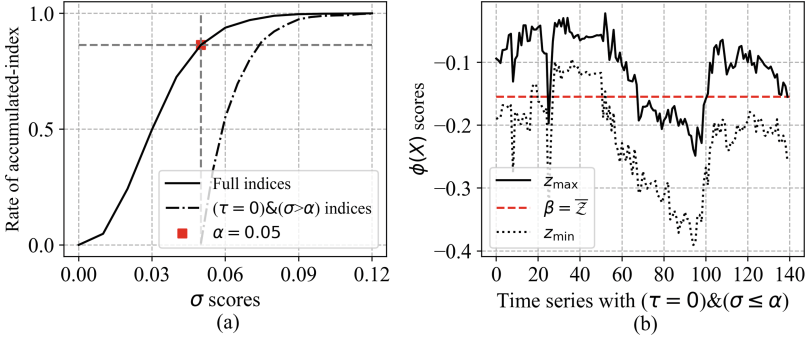 (a)
Rate of accumulated-index
1.0
0.5
0.0
Full indices
(τ = 0)&(σ>α) indices
α = 0.05
0.00 0.03 0.06 0.09 0.12
σ scores
(a)
(b)
ϕ(X) scores
−0.1
−0.2
−0.3
−0.4
z_max
β = \overline{𝒵}
z_min
0 20 40 60 80 100 120 140
Time series with (τ = 0)&(σ ≤ α)
(b)